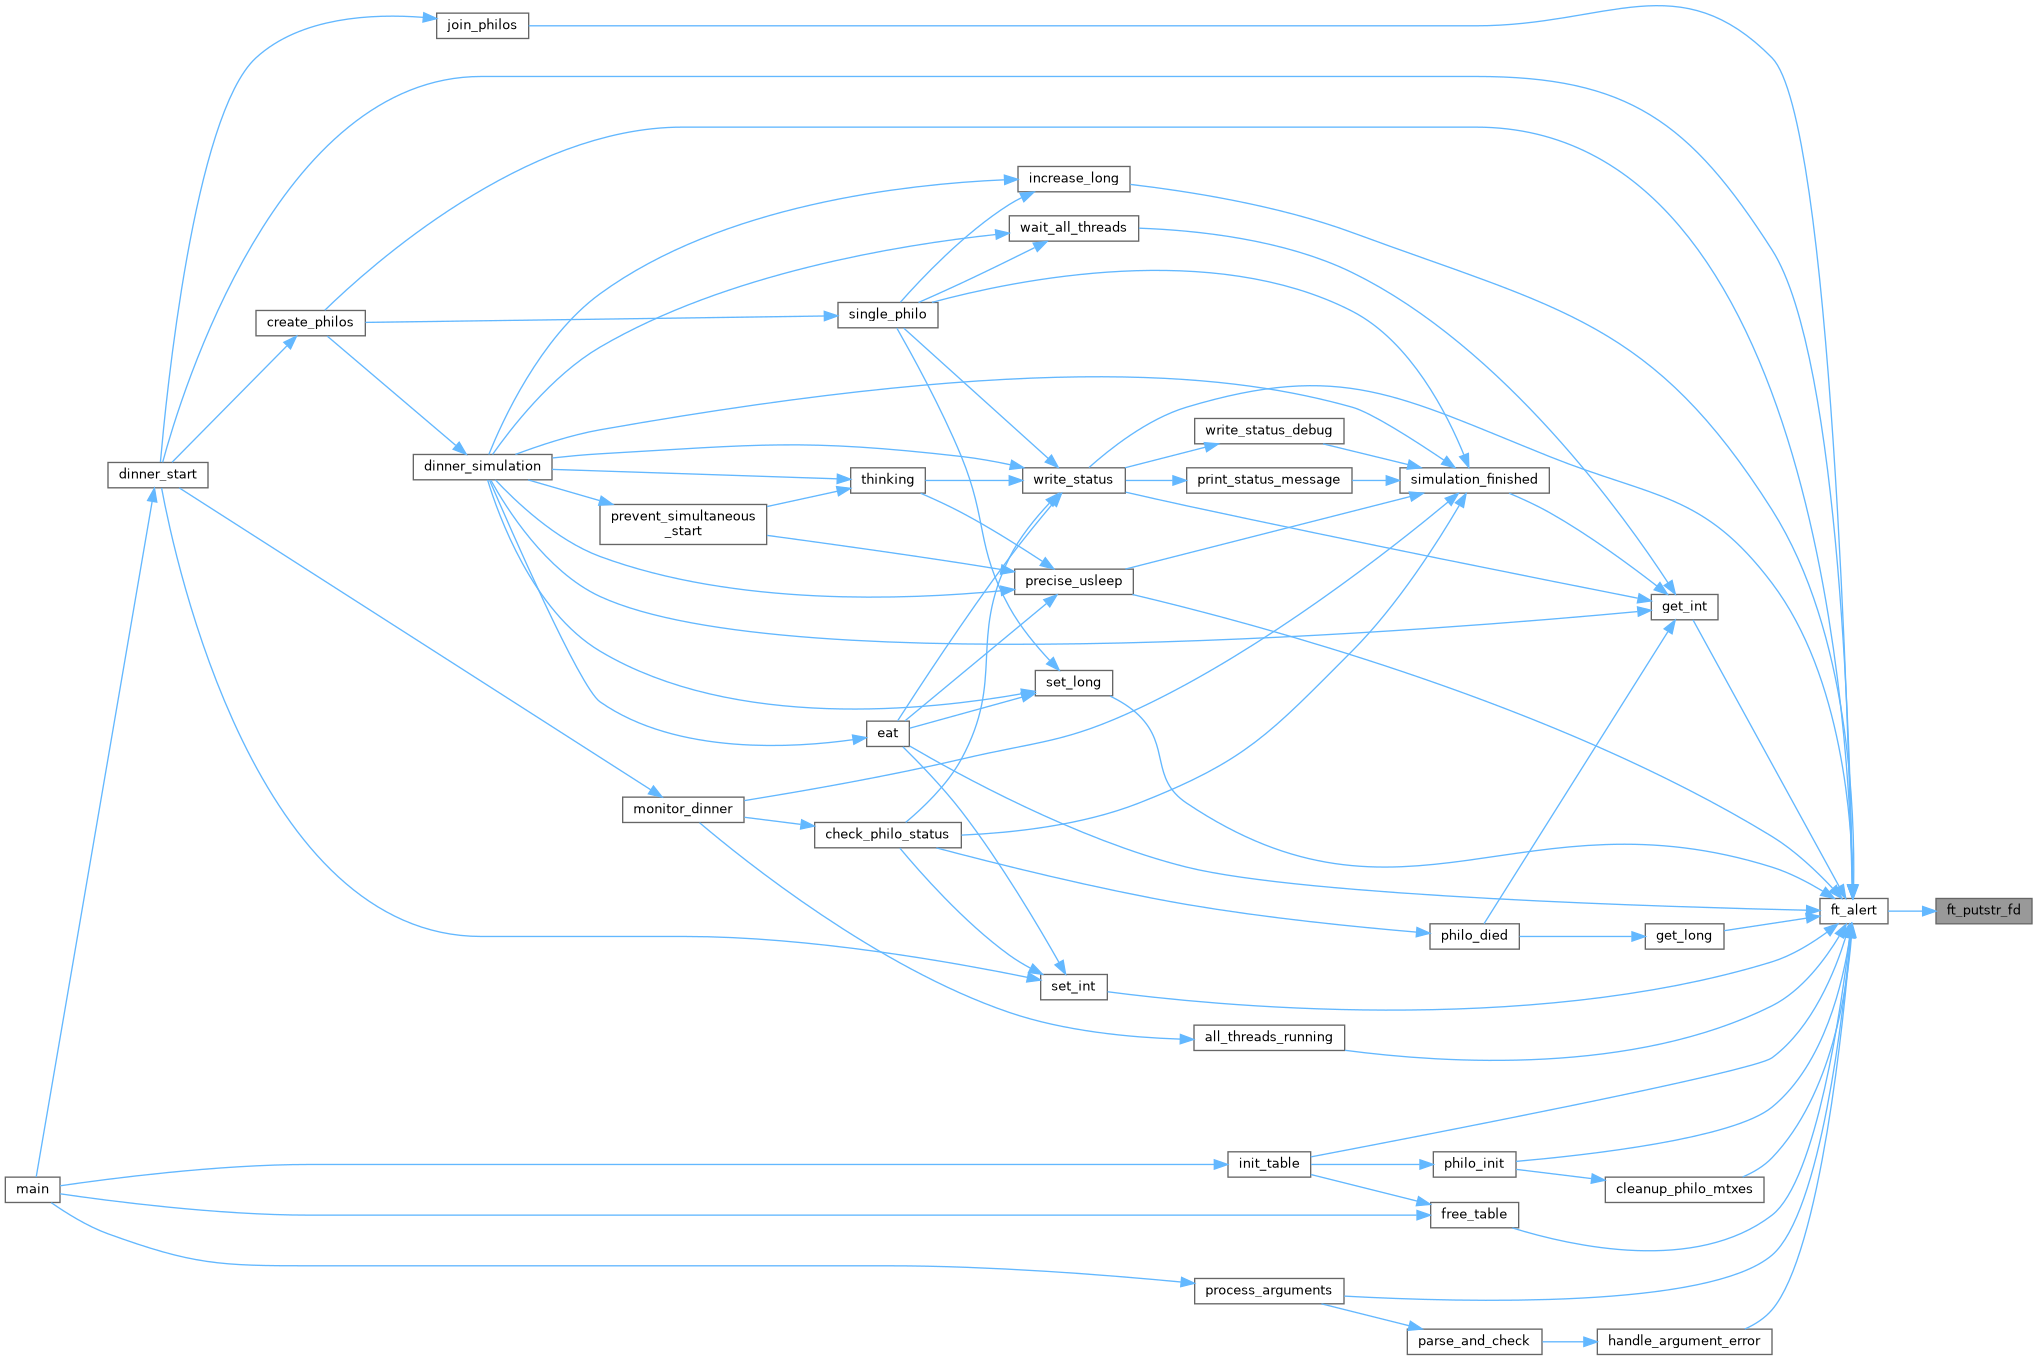 join_philos
increase_long
wait_all_threads
single_philo
create_philos
write_status_debug
dinner_simulation
dinner_start
thinking
write_status
print_status_message
simulation_finished
prevent_simultaneous
_start
precise_usleep
get_int
set_long
eat
monitor_dinner
check_philo_status
ft_alert
ft_putstr_fd
philo_died
get_long
set_int
all_threads_running
init_table
philo_init
main
cleanup_philo_mtxes
free_table
process_arguments
parse_and_check
handle_argument_error